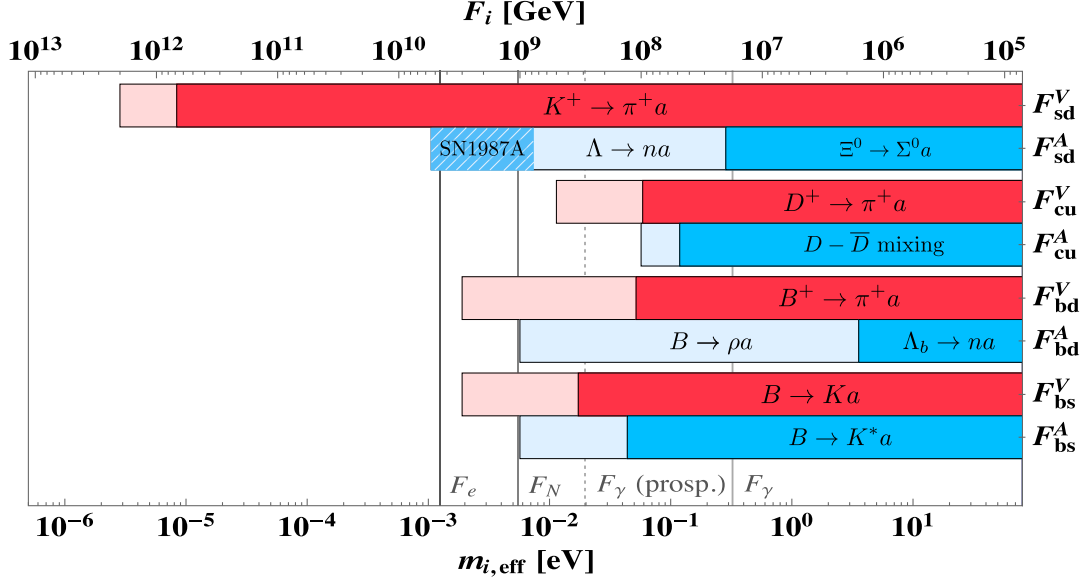 F_i [GeV]
10^13 10^12 10^11 10^10 10^9 10^8 10^7 10^6 10^5
K^+ → π^+ a F^V_sd
SN1987A Λ → na Ξ^0 → Σ^0 a F^A_sd
D^+ → π^+ a F^V_cu
D − D̅ mixing F^A_cu
B^+ → π^+ a F^V_bd
B → ρa Λ_b → na F^A_bd
B → Ka F^V_bs
B → K^* a F^A_bs
F_e F_N F_γ (prosp.) F_γ
10^−6 10^−5 10^−4 10^−3 10^−2 10^−1 10^0 10^1
m_i,eff [eV]